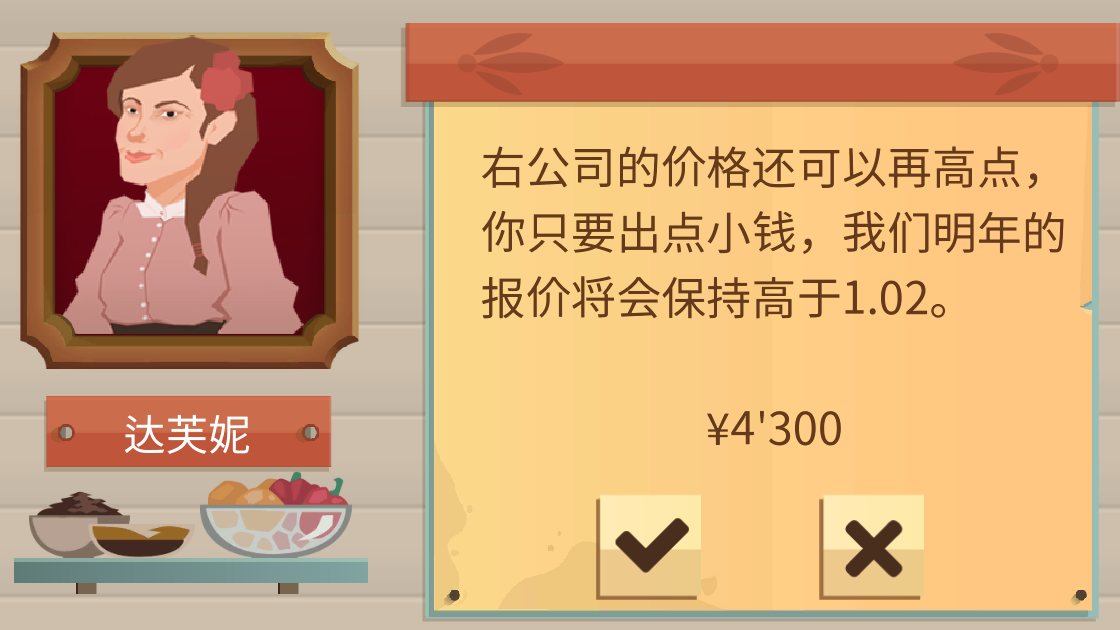 右公司的价格还可以再高点，
你只要出点小钱，我们明年的
报价将会保持高于1.02。
¥4'300
达芙妮